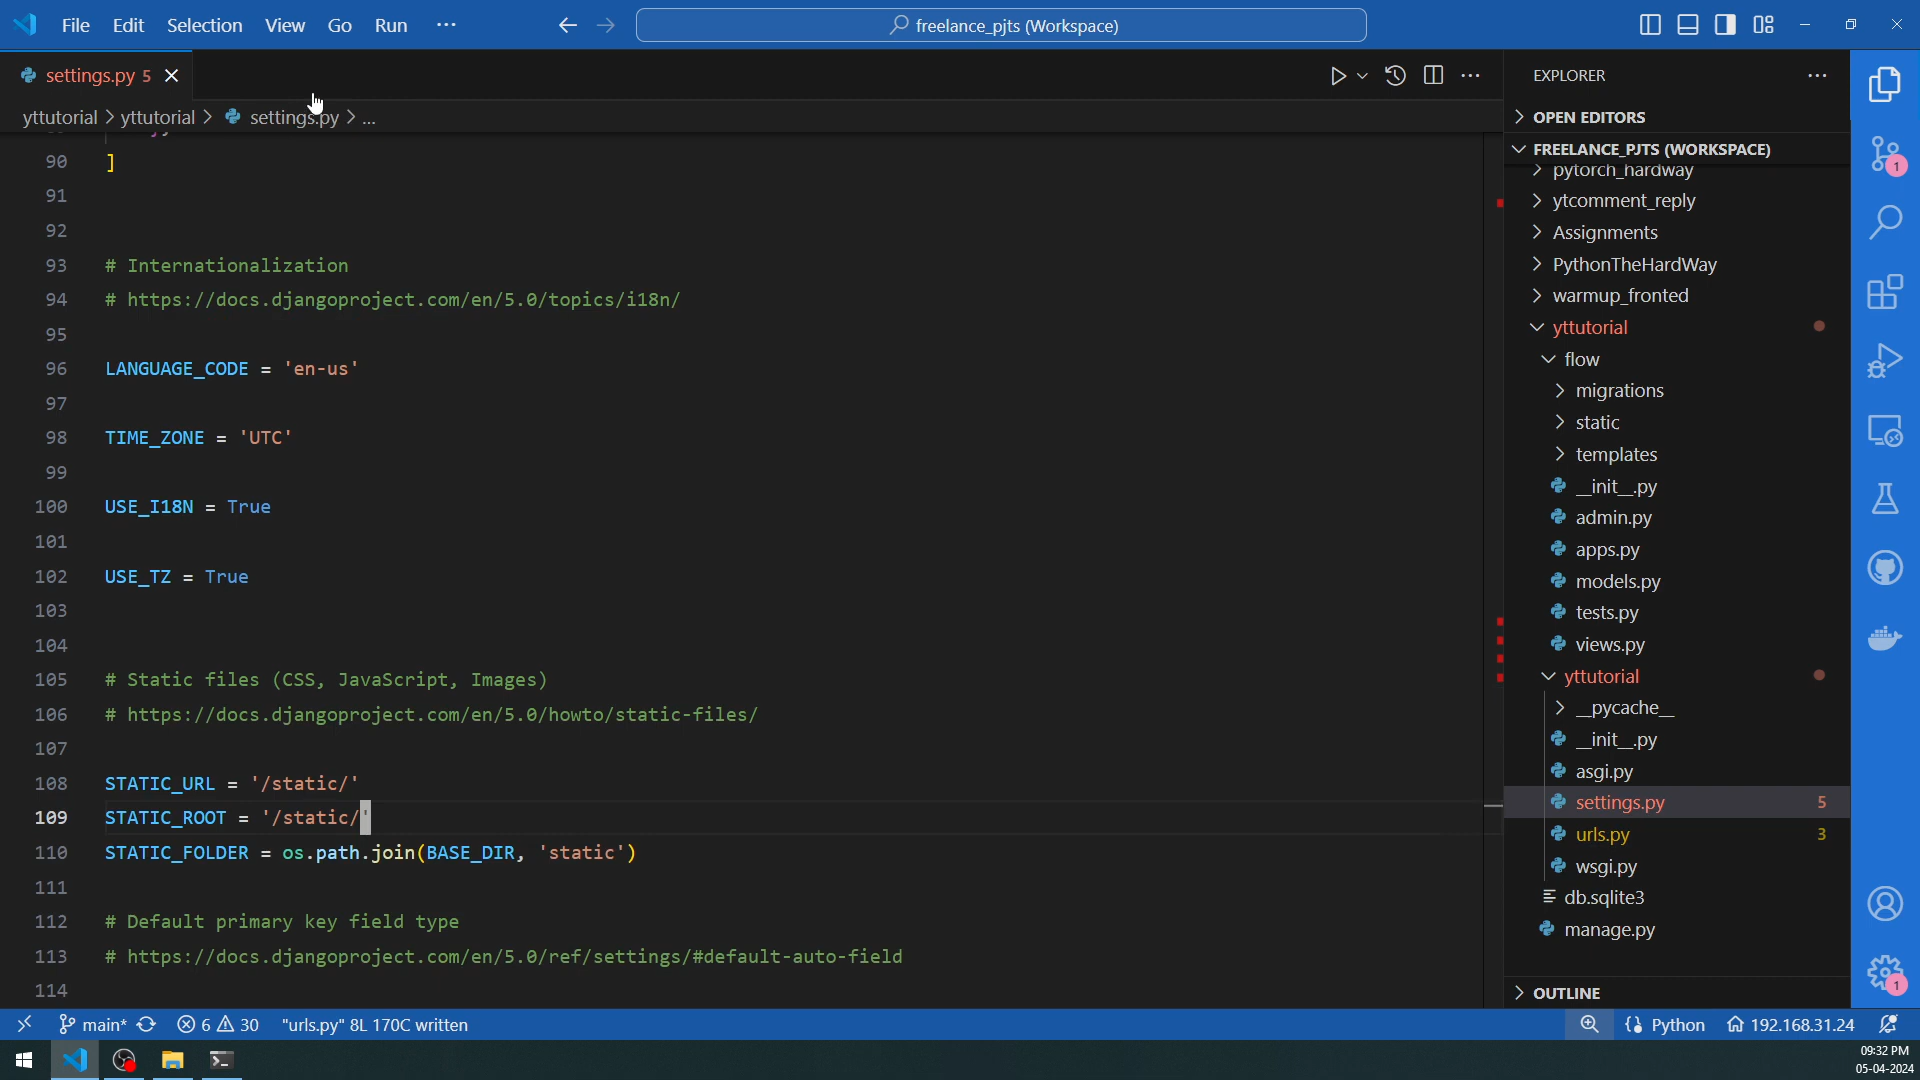 File Edit Selection View Go Run ··· freelance_pjts (Workspace)
settings.py 5
yttutorial > yttutorial > settings.py > ...
90 ]
91
92
93 # Internationalization
94 # https://docs.djangoproject.com/en/5.0/topics/i18n/
95
96 LANGUAGE_CODE = 'en-us'
97
98 TIME_ZONE = 'UTC'
99
100 USE_I18N = True
101
102 USE_TZ = True
103
104
105 # Static files (CSS, JavaScript, Images)
106 # https://docs.djangoproject.com/en/5.0/howto/static-files/
107
108 STATIC_URL = '/static/'
109 STATIC_ROOT = '/static/'
110 STATIC_FOLDER = os.path.join(BASE_DIR, 'static')
111
112 # Default primary key field type
113 # https://docs.djangoproject.com/en/5.0/ref/settings/#default-auto-field
114
EXPLORER
OPEN EDITORS
FREELANCE_PJTS (WORKSPACE)
pytorch_hardway
ytcomment_reply
Assignments
PythonTheHardWay
warmup_fronted
yttutorial
flow
migrations
static
templates
__init__.py
admin.py
apps.py
models.py
tests.py
views.py
yttutorial
__pycache__
__init__.py
asgi.py
settings.py 5
urls.py 3
wsgi.py
db.sqlite3
manage.py
OUTLINE
1
1
main* 6 30 "urls.py" 8L 170C written Python 192.168.31.24
09:32 PM
05-04-2024